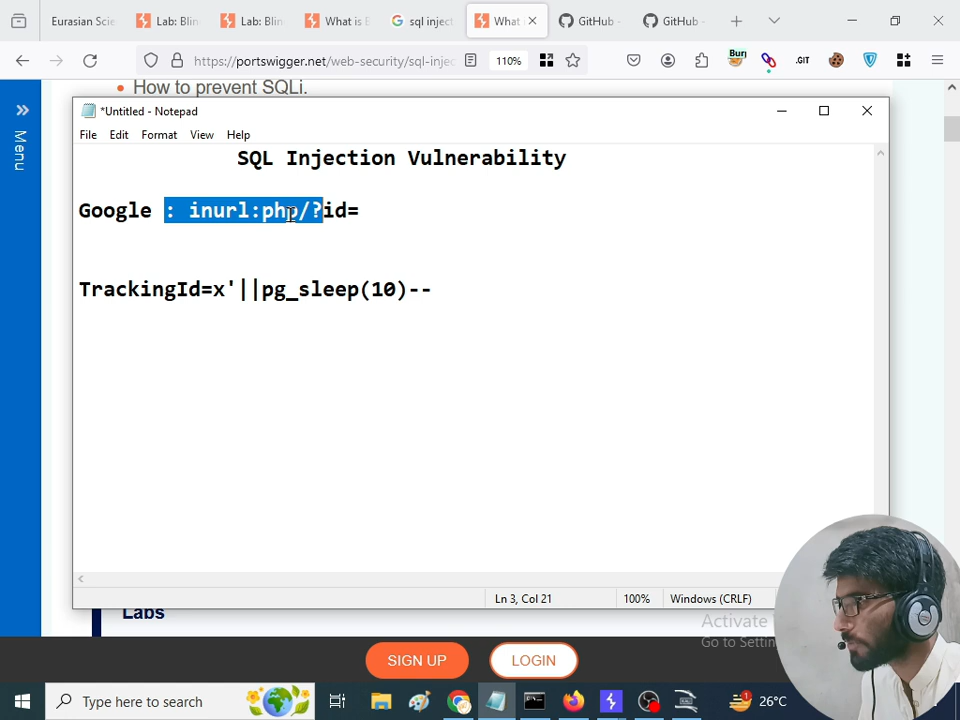 Eurasian Scie
Lab: Blin
Lab: Blin
What is B
sql inject
What i
GitHub -
GitHub -
https://portswigger.net/web-security/sql-injec
110%
Burp
.GIT
Menu
How to prevent SQLi.
*Untitled - Notepad
File Edit Format View Help
SQL Injection Vulnerability
Google : inurl:php/?id=
TrackingId=x'||pg_sleep(10)--
Ln 3, Col 21
100%
Windows (CRLF)
Labs
Activate
Go to Settin
SIGN UP
LOGIN
Type here to search
26°C